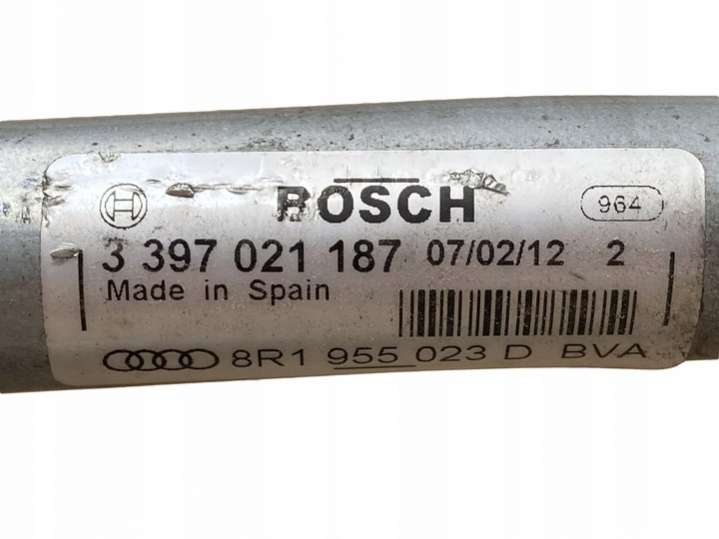 BOSCH 964
3 397 021 187 07/02/12 2
Made in Spain
8R1 955 023 D BVA